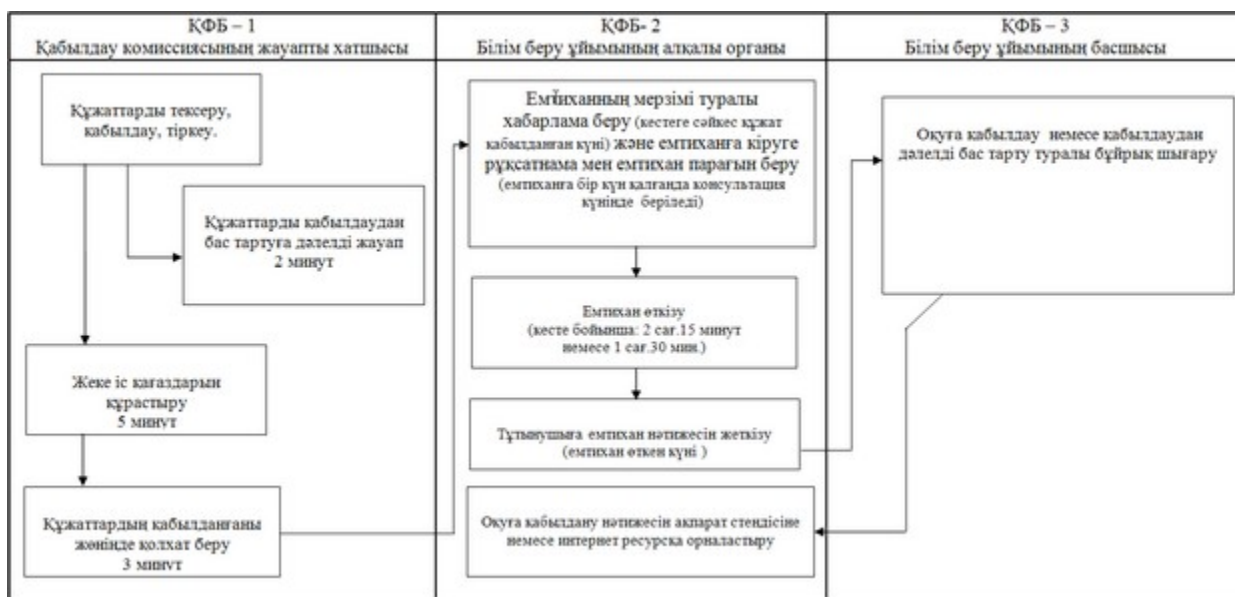 ҚФБ – 1
Қабылдау комиссиясының жауапты хатшысы
Құжаттарды тексеру,
қабылдау, тіркеу.
Құжаттарды қабылдаудан
бас тартуға дәлелді жауап
2 минут
Жеке іс қағаздарын
құрастыру
5 минут
Құжаттардың қабылданғаны
жөнінде қолхат беру
3 минут
ҚФБ- 2
Білім беру ұйымының алқалы органы
Емтиханның мерзімі туралы
хабарлама беру (кестеге сәйкес құжат
қабылданған күні) және емтиханға кіруге
рұқсатнама мен емтихан парағын беру
(емтиханға бір күн қалғанда консультация
күнінде беріледі)
Емтихан өткізу
(кесте бойынша: 2 сағ.15 минут
немесе 1 сағ.30 мин.)
Тұтынушыға емтихан нәтижесін жеткізу
(емтихан өткен күні )
Оқуға қабылдану нәтижесін ақпарат стендісіне
немесе интернет ресурсқа орналастыру
ҚФБ – 3
Білім беру ұйымының басшысы
Оқуға қабылдау немесе қабылдаудан
дәлелді бас тарту туралы бұйрық шығару